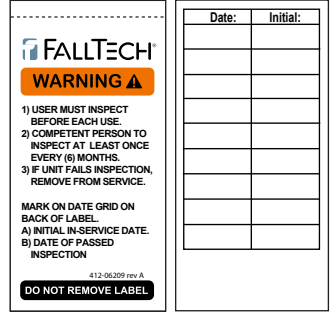 FALLTECH®
WARNING
1) USER MUST INSPECT
BEFORE EACH USE.
2) COMPETENT PERSON TO
INSPECT AT LEAST ONCE
EVERY (6) MONTHS.
3) IF UNIT FAILS INSPECTION,
REMOVE FROM SERVICE.
MARK ON DATE GRID ON
BACK OF LABEL.
A) INITIAL IN-SERVICE DATE.
B) DATE OF PASSED
INSPECTION
412-06209 rev A
DO NOT REMOVE LABEL
Date: Initial: